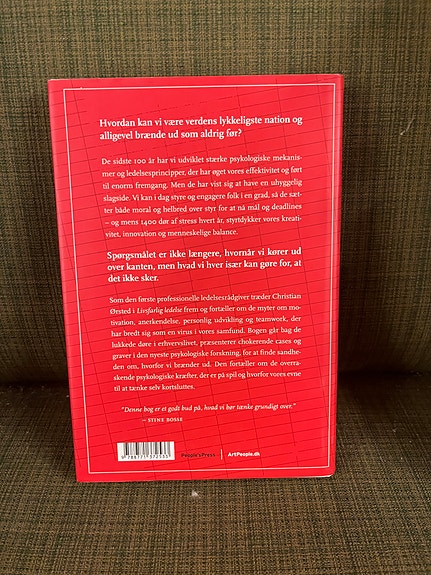 Hvordan kan vi være verdens lykkeligste nation og
alligevel brænde ud som aldrig før?
De sidste 100 år har vi udviklet stærke psykologiske mekanis-
mer og ledelsesprincipper, der har øget vores effektivitet og ført
til enorm fremgang. Men de har vist sig at have en uhyggelig
slagside. Vi kan i dag styre og engagere folk i en grad, så de sæt-
ter både moral og helbred over styr for at nå mål og deadlines
– og mens 1400 dør af stress hvert år, styrtdykker vores kreati-
vitet, innovation og menneskelige balance.
Spørgsmålet er ikke længere, hvornår vi kører ud
over kanten, men hvad vi hver især kan gøre for, at
det ikke sker.
Som den første professionelle ledelsesrådgiver træder Christian
Ørsted i Livsfarlig ledelse frem og fortæller om de myter om mo-
tivation, anerkendelse, personlig udvikling og teamwork, der
har bredt sig som en virus i vores samfund. Bogen går bag de
lukkede døre i erhvervslivet, præsenterer chokerende cases og
graver i den nyeste psykologiske forskning, for at finde sandhe-
den om, hvorfor vi brænder ud. Den fortæller om de overra-
skende psykologiske kræfter, der er på spil og hvorfor vores evne
til at tænke selv kortsluttes.
"Denne bog er et godt bud på, hvad vi bør tænke grundigt over."
— STINE BOSSE
9 788771 372535
People'sPress
ArtPeople.dk